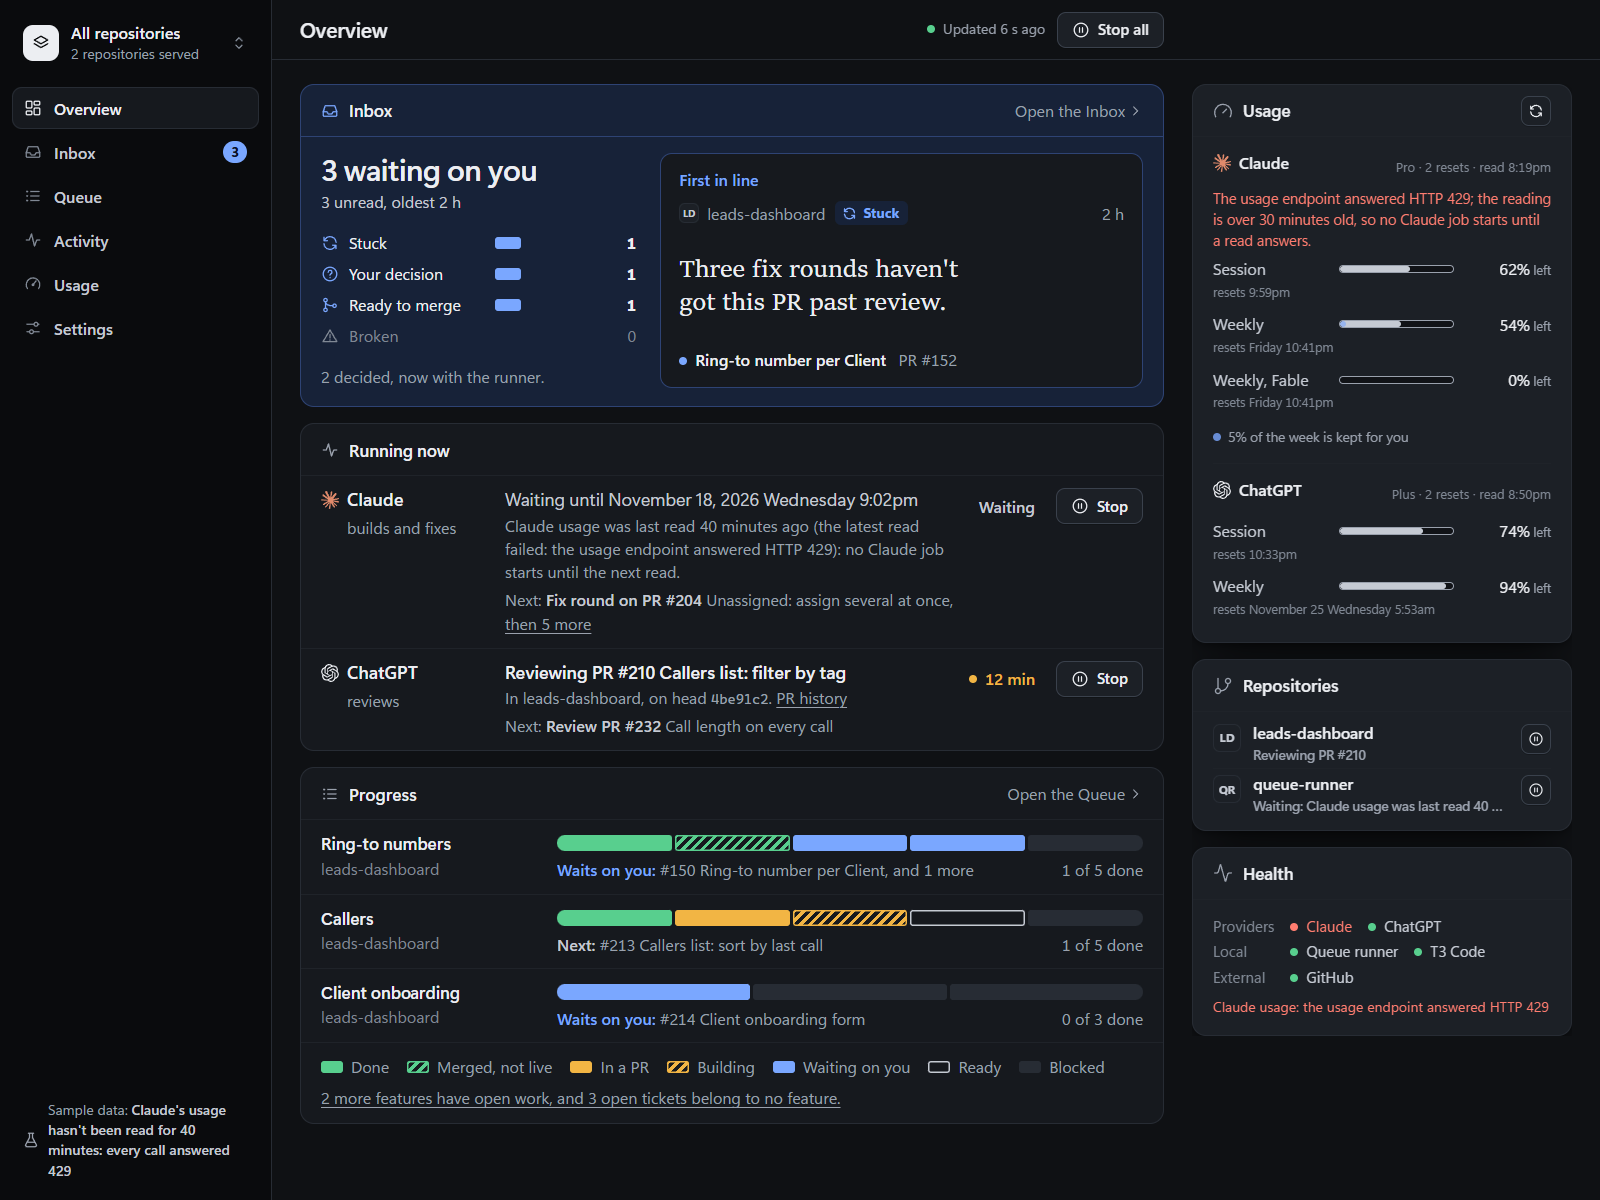 All repositories
2 repositories served
Overview
Inbox
3
Queue
Activity
Usage
Settings
Sample data: Claude's usage
hasn't been read for 40
minutes: every call answered
429
Overview
Updated 6 s ago
Stop all
Inbox
Open the Inbox
3 waiting on you
3 unread, oldest 2 h
Stuck 1
Your decision 1
Ready to merge 1
Broken 0
2 decided, now with the runner.
First in line
LD leads-dashboard Stuck 2 h
Three fix rounds haven't
got this PR past review.
Ring-to number per Client PR #152
Running now
Claude
builds and fixes
Waiting until November 18, 2026 Wednesday 9:02pm
Claude usage was last read 40 minutes ago (the latest read
failed: the usage endpoint answered HTTP 429): no Claude job
starts until the next read.
Next: Fix round on PR #204 Unassigned: assign several at once,
then 5 more
Waiting
Stop
ChatGPT
reviews
Reviewing PR #210 Callers list: filter by tag
In leads-dashboard, on head 4be91c2. PR history
Next: Review PR #232 Call length on every call
12 min
Stop
Progress
Open the Queue
Ring-to numbers
leads-dashboard
Waits on you: #150 Ring-to number per Client, and 1 more
1 of 5 done
Callers
leads-dashboard
Next: #213 Callers list: sort by last call
1 of 5 done
Client onboarding
leads-dashboard
Waits on you: #214 Client onboarding form
0 of 3 done
Done Merged, not live In a PR Building Waiting on you Ready Blocked
2 more features have open work, and 3 open tickets belong to no feature.
Usage
Claude
Pro · 2 resets · read 8:19pm
The usage endpoint answered HTTP 429; the reading
is over 30 minutes old, so no Claude job starts until
a read answers.
Session 62% left
resets 9:59pm
Weekly 54% left
resets Friday 10:41pm
Weekly, Fable 0% left
resets Friday 10:41pm
5% of the week is kept for you
ChatGPT
Plus · 2 resets · read 8:50pm
Session 74% left
resets 10:33pm
Weekly 94% left
resets November 25 Wednesday 5:53am
Repositories
LD leads-dashboard
Reviewing PR #210
QR queue-runner
Waiting: Claude usage was last read 40 ...
Health
Providers Claude ChatGPT
Local Queue runner T3 Code
External GitHub
Claude usage: the usage endpoint answered HTTP 429